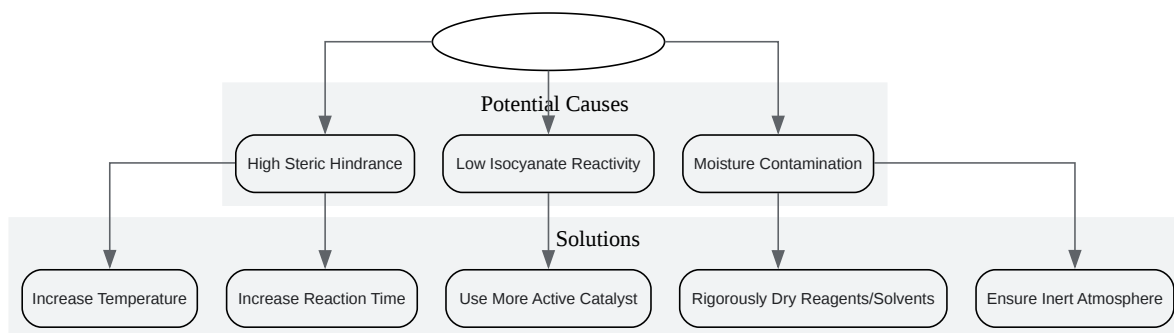 Potential Causes
High Steric Hindrance
Low Isocyanate Reactivity
Moisture Contamination
Solutions
Increase Temperature
Increase Reaction Time
Use More Active Catalyst
Rigorously Dry Reagents/Solvents
Ensure Inert Atmosphere